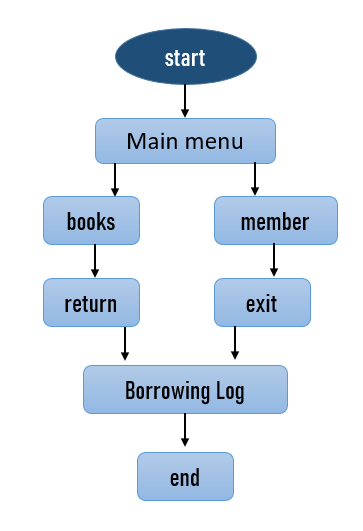 start
Main menu
books
member
return
exit
Borrowing Log
end